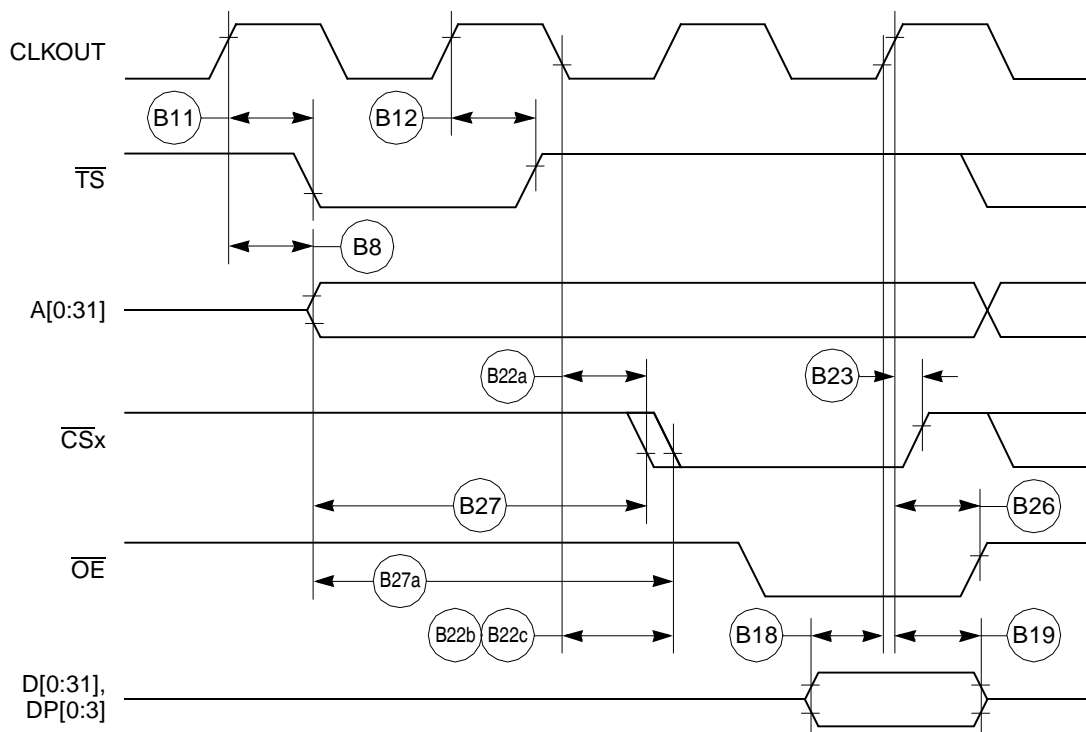 CLKOUT
B11
B12
TS
B8
A[0:31]
B22a
B23
CSx
B27
B26
OE
B27a
B22b
B22c
B18
B19
D[0:31],
DP[0:3]